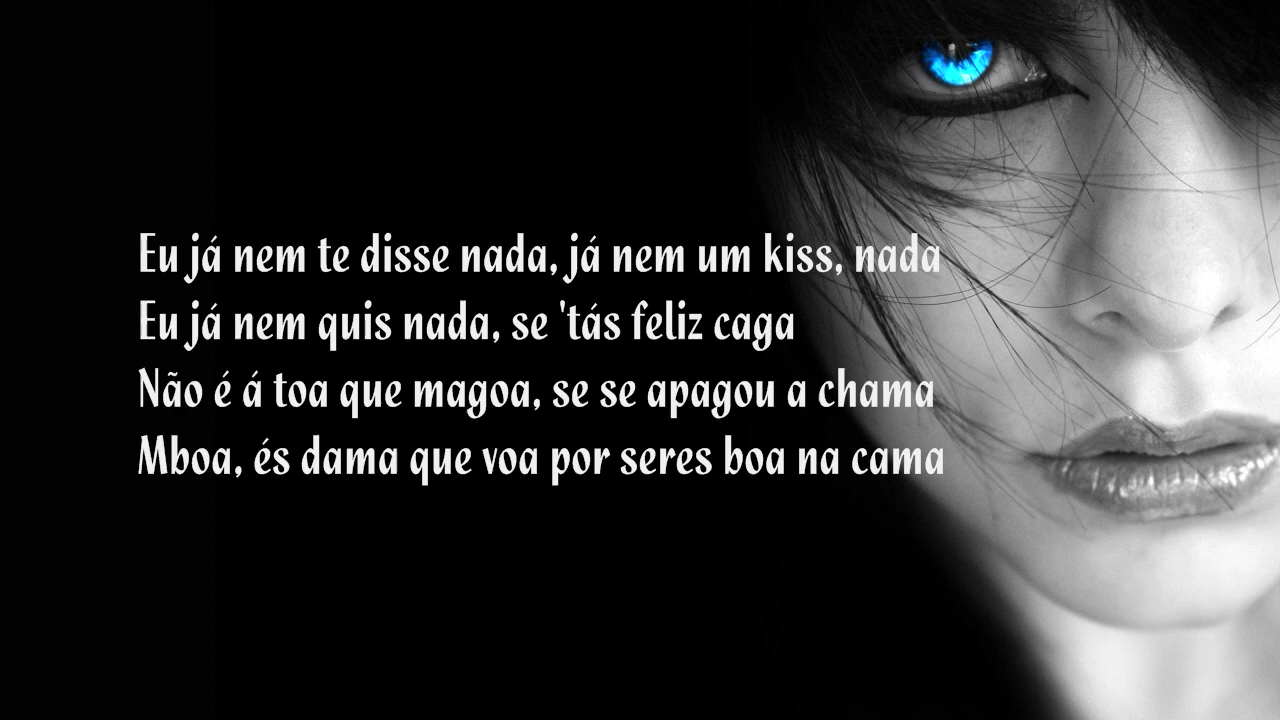 Eu já nem te disse nada, já nem um kiss, nada
Eu já nem quis nada, se 'tás feliz caga
Não é á toa que magoa, se se apagou a chama
Mboa, és dama que voa por seres boa na cama